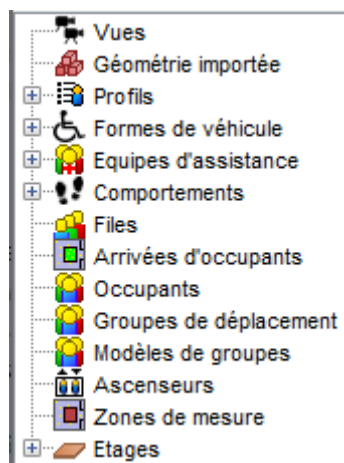 Vues
Géométrie importée
Profils
Formes de véhicule
Equipes d'assistance
Comportements
Files
Arrivées d'occupants
Occupants
Groupes de déplacement
Modèles de groupes
Ascenseurs
Zones de mesure
Etages